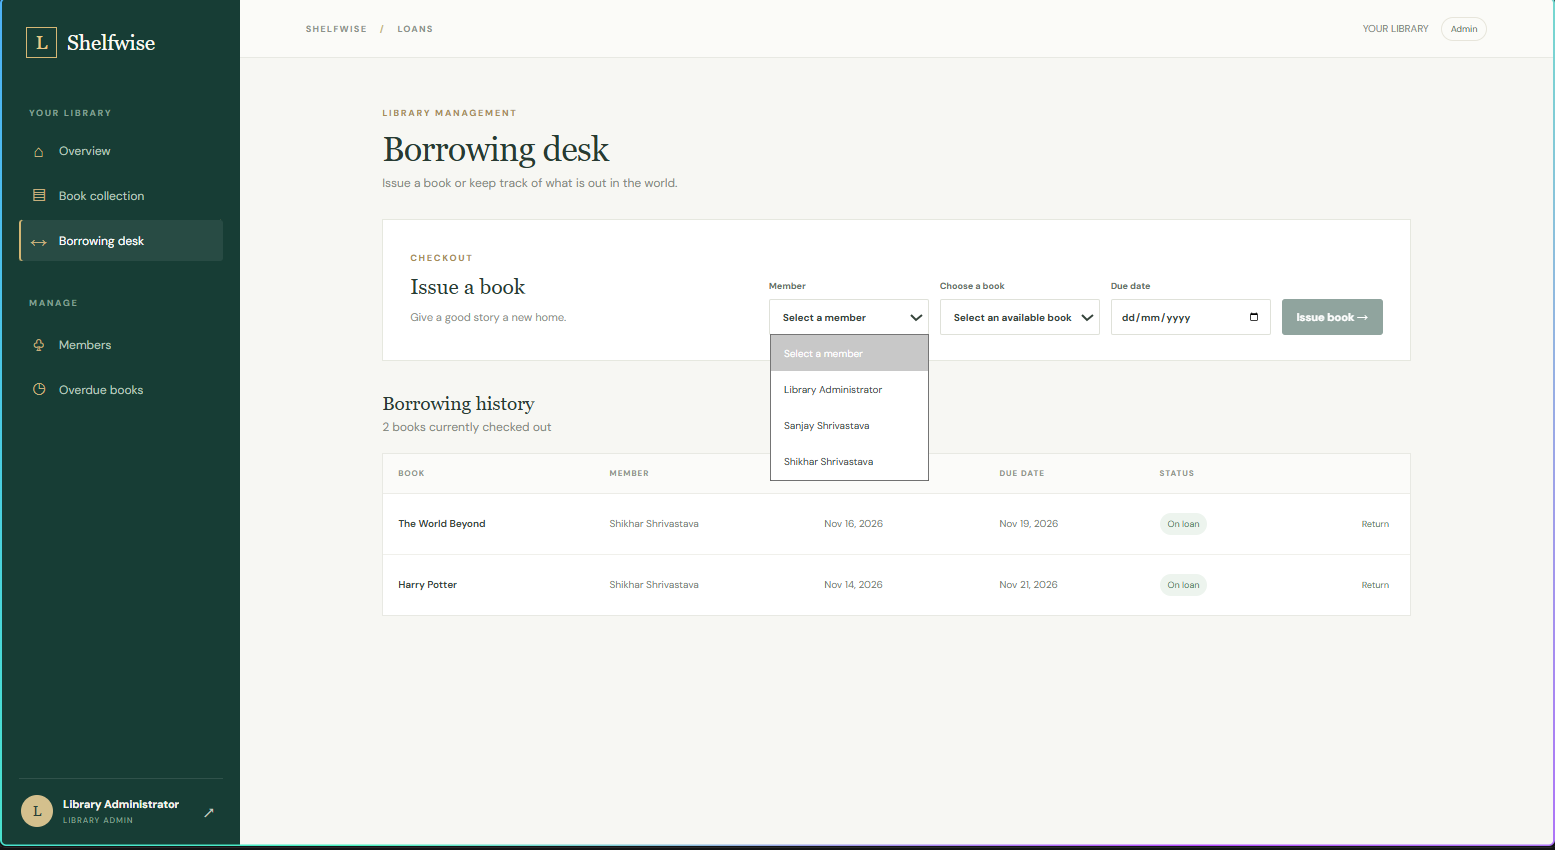 L Shelfwise
YOUR LIBRARY
Overview
Book collection
Borrowing desk
MANAGE
Members
Overdue books
L
Library Administrator
LIBRARY ADMIN
SHELFWISE / LOANS
YOUR LIBRARY Admin
LIBRARY MANAGEMENT
Borrowing desk
Issue a book or keep track of what is out in the world.
CHECKOUT
Issue a book
Give a good story a new home.
Member Choose a book Due date
Select a member Select an available book dd/mm/yyyy Issue book →
Select a member
Library Administrator
Sanjay Shrivastava
Shikhar Shrivastava
Borrowing history
2 books currently checked out
BOOK MEMBER DUE DATE STATUS
The World Beyond Shikhar Shrivastava Nov 16, 2026 Nov 19, 2026 On loan Return
Harry Potter Shikhar Shrivastava Nov 14, 2026 Nov 21, 2026 On loan Return